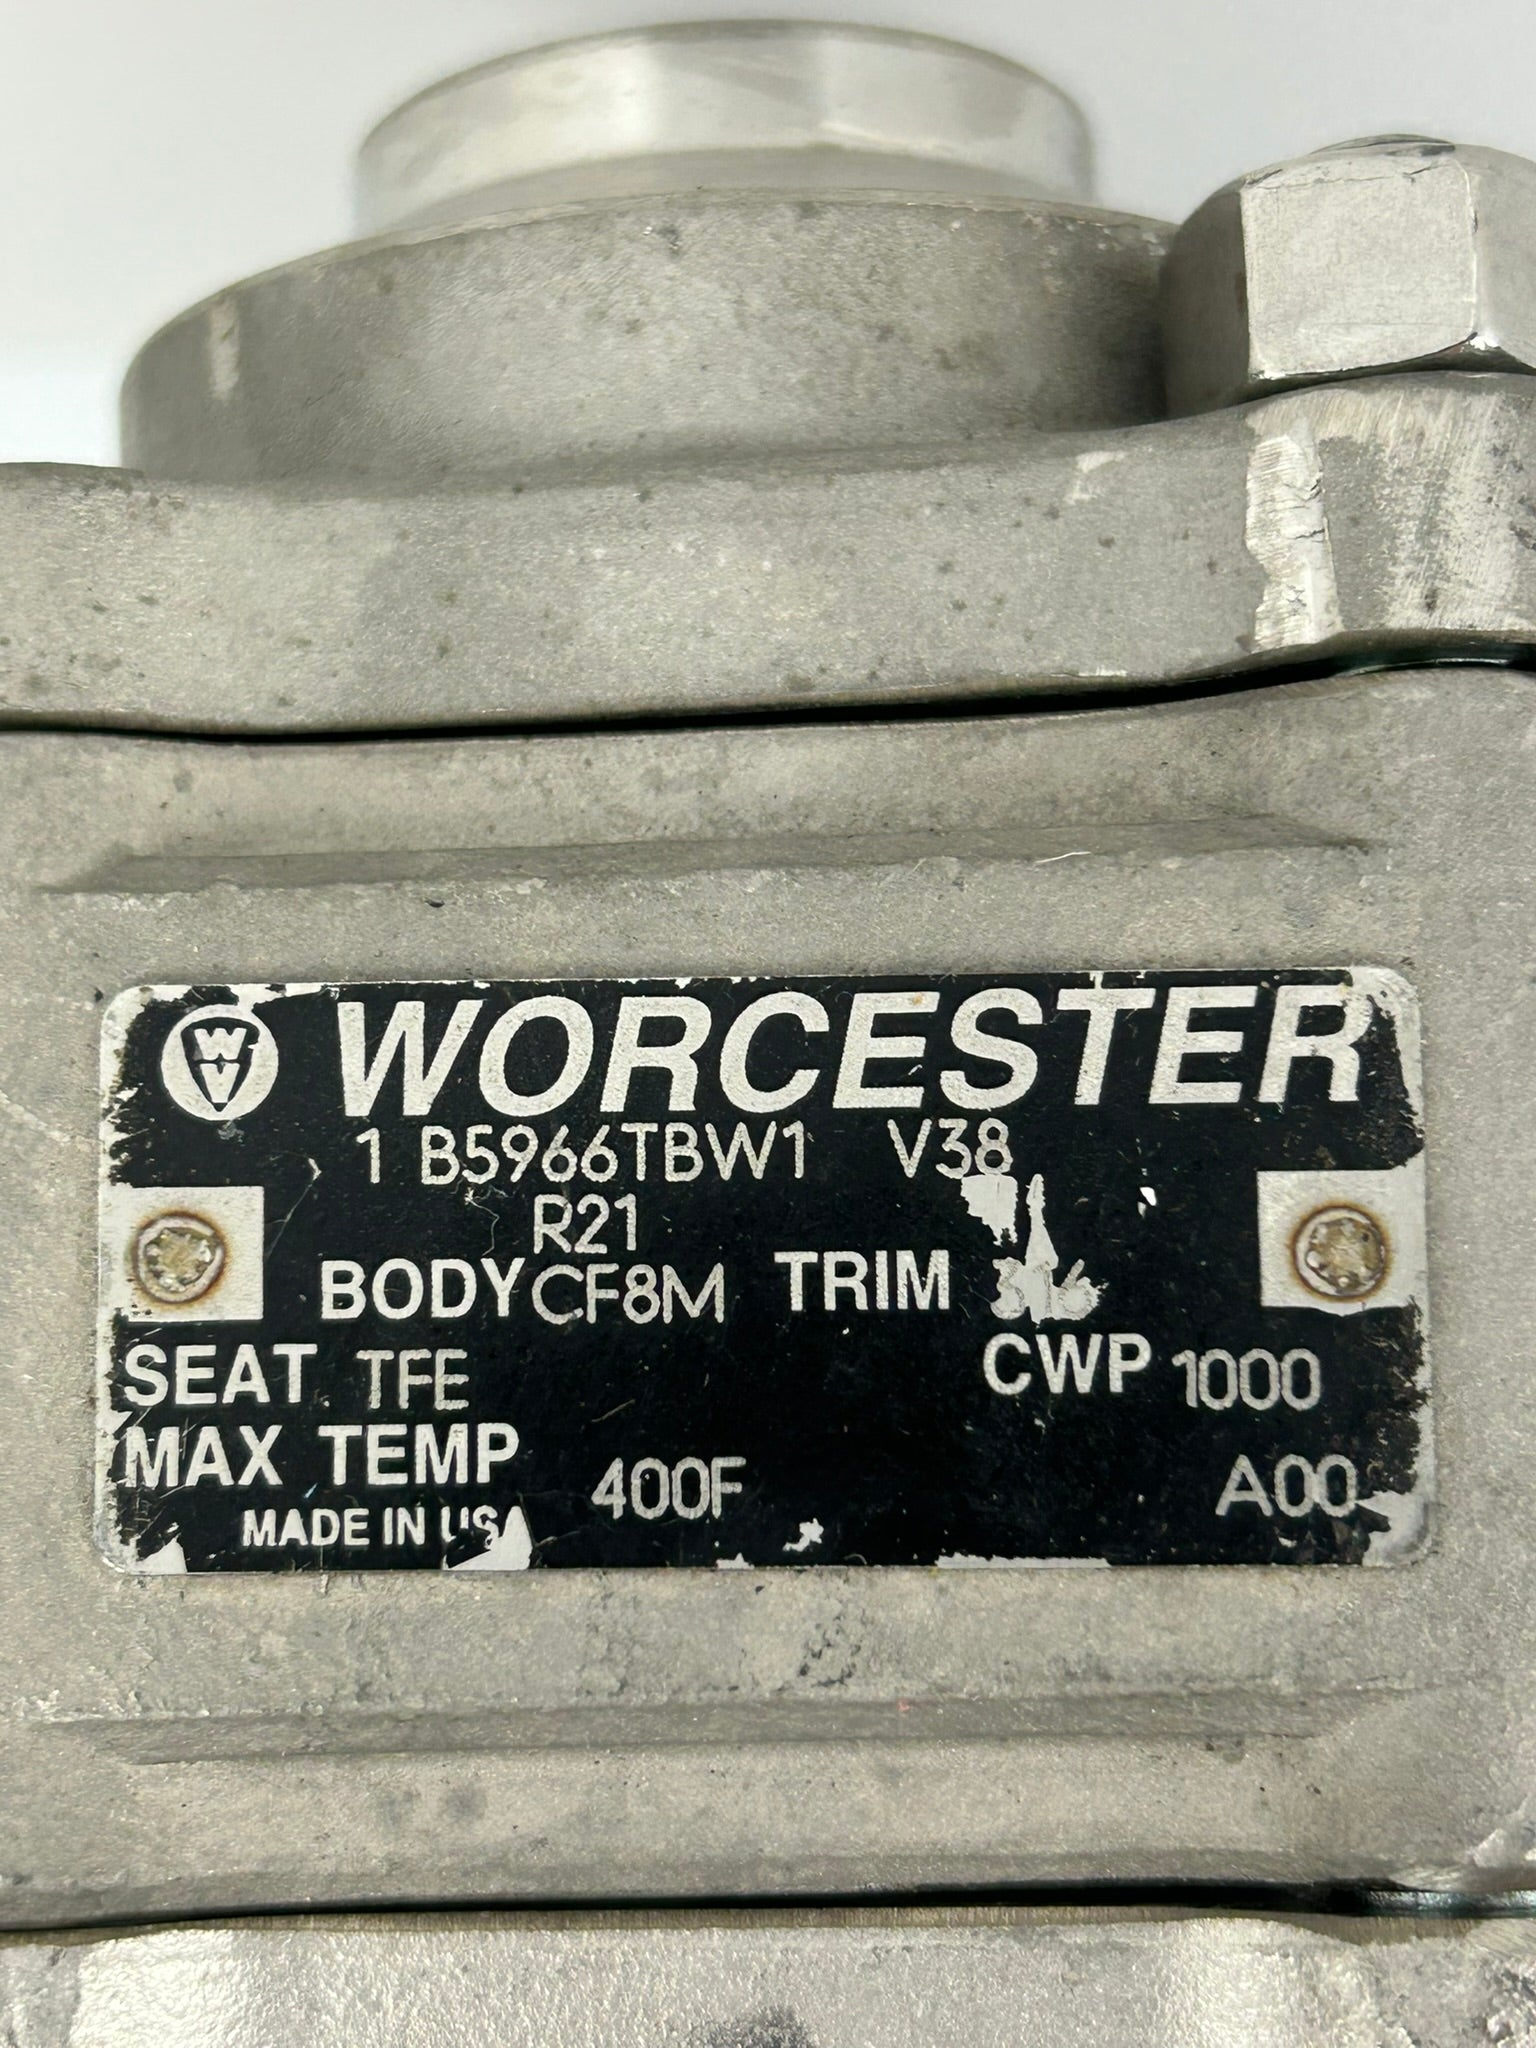 WORCESTER
1 B5966TBW1 V38
R21
BODY CF8M TRIM 316
SEAT TFE CWP 1000
MAX TEMP 400F A00
MADE IN USA